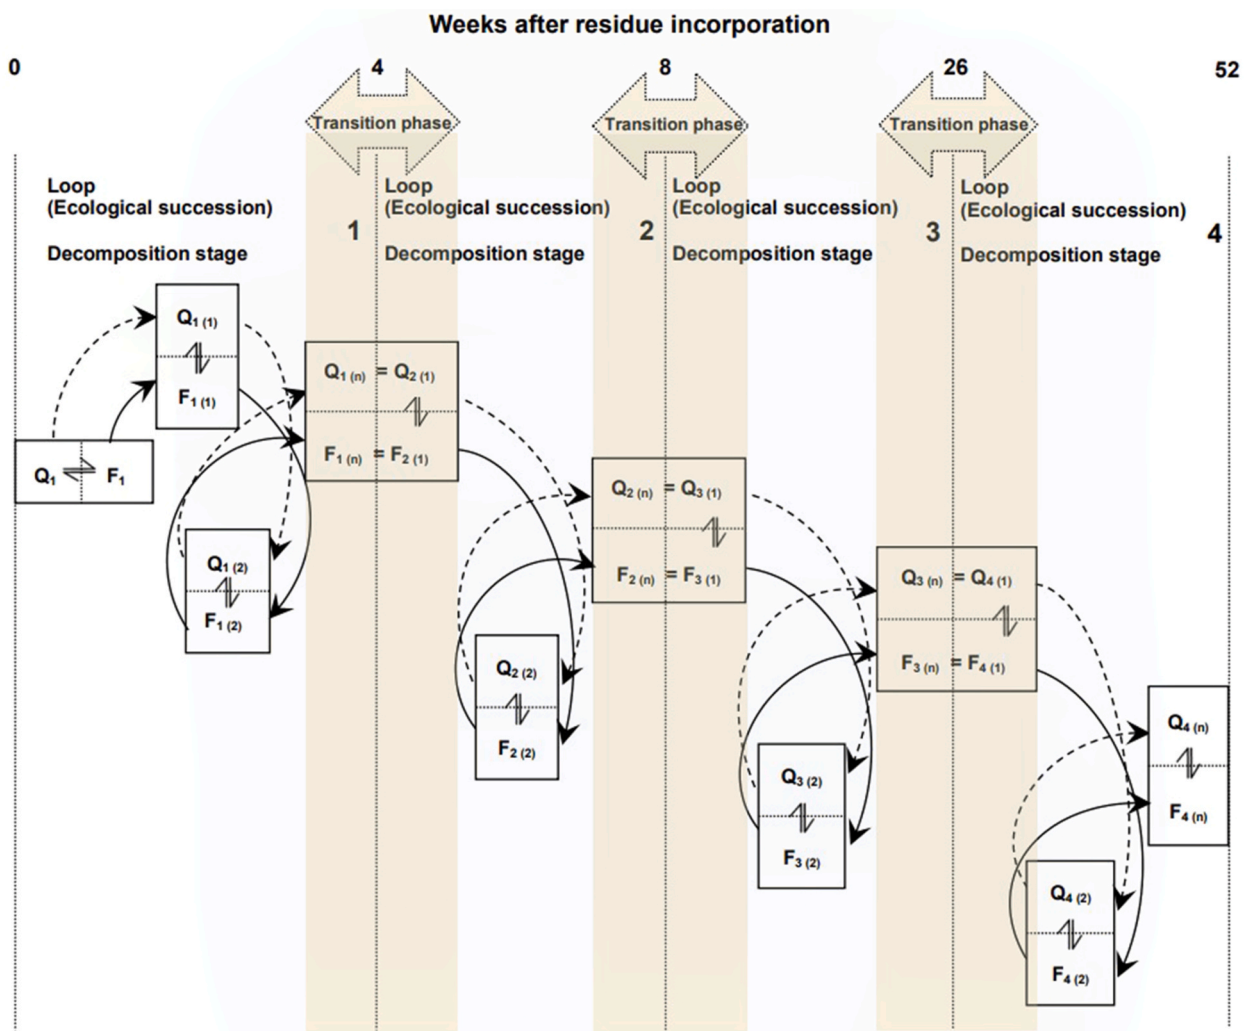 Weeks after residue incorporation
0 4 8 26 52
Transition phase Transition phase Transition phase
Loop Loop Loop Loop
(Ecological succession) (Ecological succession) (Ecological succession) (Ecological succession)
1 2 3 4
Decomposition stage Decomposition stage Decomposition stage Decomposition stage
Q1 (1)
F1 (1)
Q1 ⇌ F1
Q1 (n) = Q2 (1)
F1 (n) = F2 (1)
Q1 (2)
F1 (2)
Q2 (n) = Q3 (1)
F2 (n) = F3 (1)
Q2 (2)
F2 (2)
Q3 (n) = Q4 (1)
F3 (n) = F4 (1)
Q3 (2)
F3 (2)
Q4 (n)
F4 (n)
Q4 (2)
F4 (2)